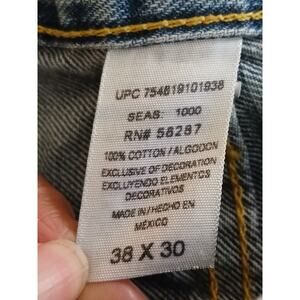 UPC 754819101938
SEAS: 1000
RN# 56287
100% COTTON / ALGODON
EXCLUSIVE OF DECORATION
EXCLUYENDO ELEMENTOS
DECORATIVOS
MADE IN / HECHO EN
MÉXICO
38 X 30